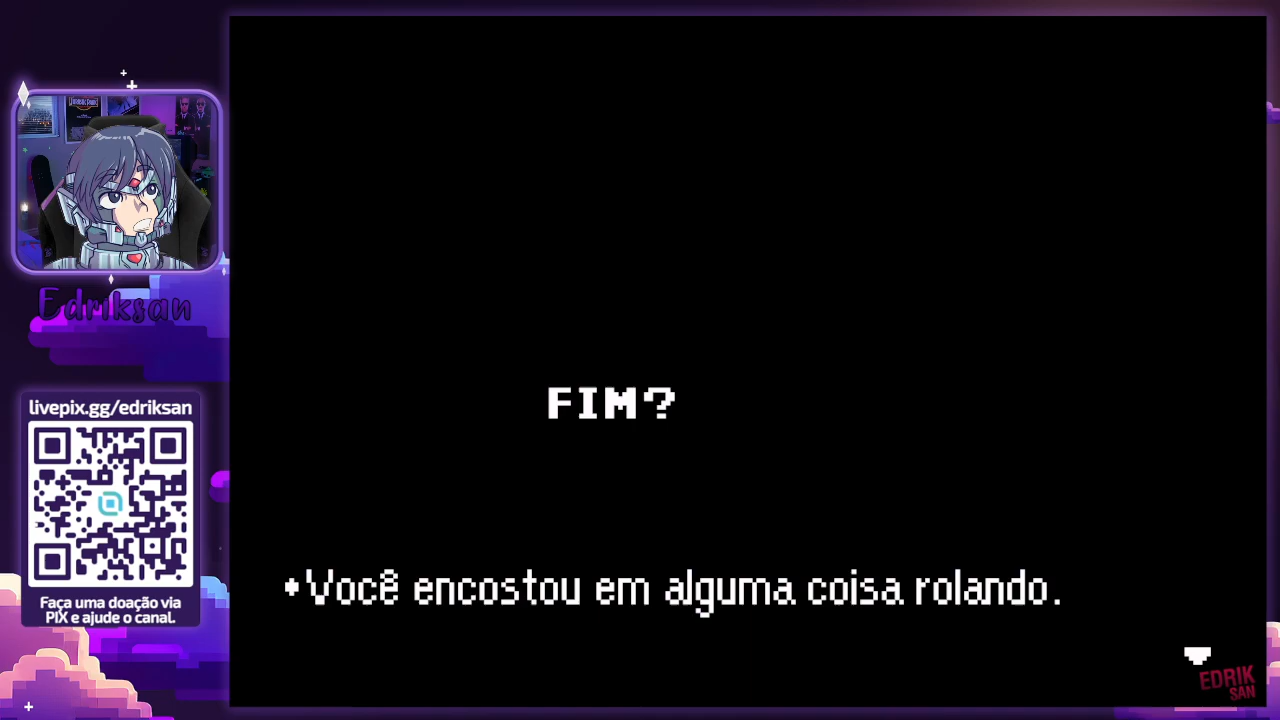 Edriksan
livepix.gg/edriksan
Faça uma doação via
PIX e ajude o canal.
FIM?
•Você encostou em alguma coisa rolando.
EDRIK
SAN